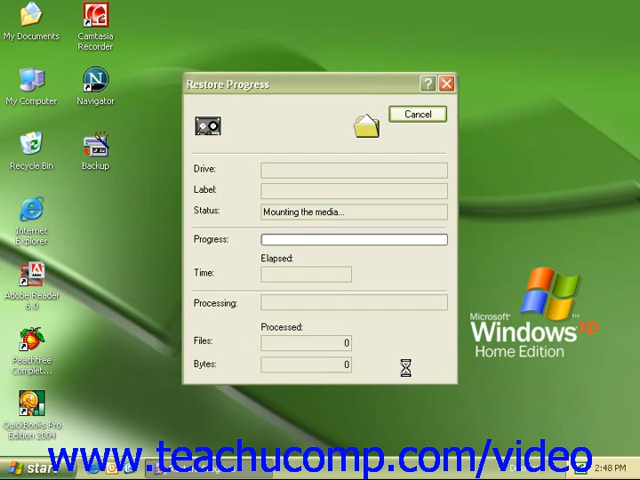 My Documents
Camtasia
Recorder
My Computer
Navigator
Recycle Bin
Backup
Internet
Explorer
Adobe Reader
6.0
Peachtree
Complet...
QuickBooks Pro
Edition 2004
Restore Progress
Cancel
Drive:
Label:
Status: Mounting the media...
Progress:
Elapsed:
Time:
Processing:
Processed:
Files: 0
Bytes: 0
Microsoft
Windows xp
Home Edition
www.teachucomp.com/video
start
2:48 PM